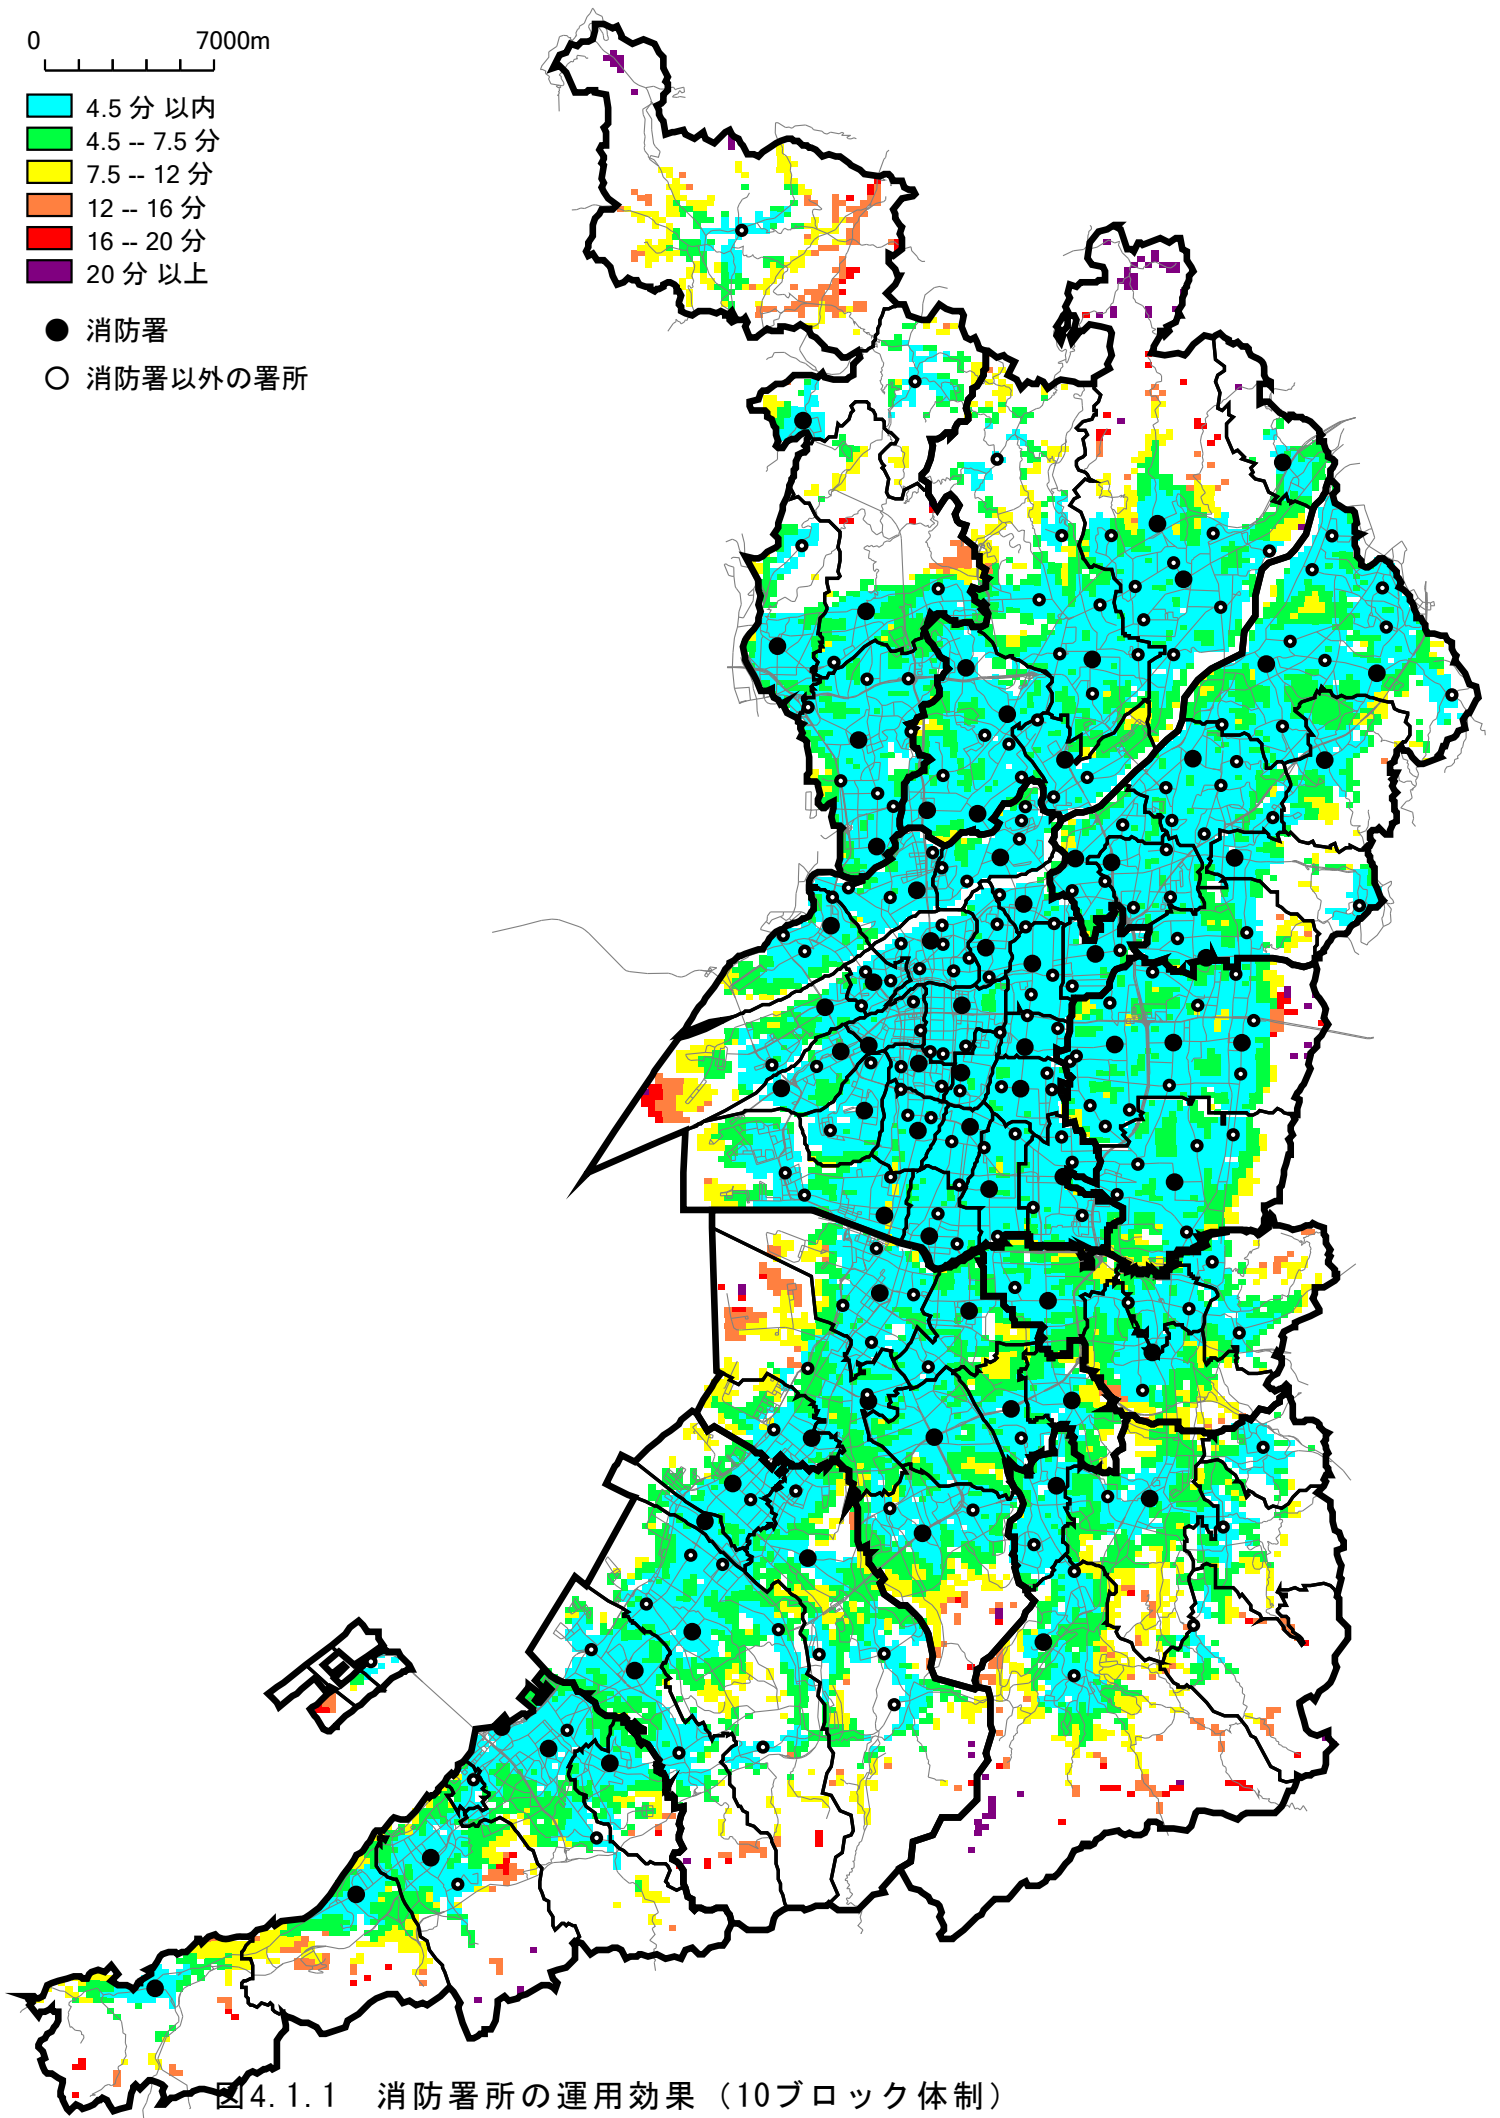 0 7000m
4.5 分 以内
4.5 -- 7.5 分
7.5 -- 12 分
12 -- 16 分
16 -- 20 分
20 分 以上
消防署
消防署以外の署所
図4.1.1 消防署所の運用効果（10ブロック体制）